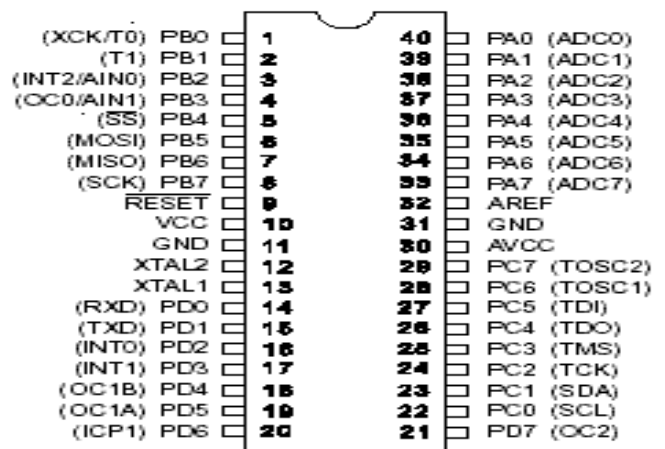 (XCK/T0) PB0 1 40 PA0 (ADC0)
(T1) PB1 2 39 PA1 (ADC1)
(INT2/AIN0) PB2 3 38 PA2 (ADC2)
(OC0/AIN1) PB3 4 37 PA3 (ADC3)
(SS) PB4 5 36 PA4 (ADC4)
(MOSI) PB5 6 35 PA5 (ADC5)
(MISO) PB6 7 34 PA6 (ADC6)
(SCK) PB7 8 33 PA7 (ADC7)
RESET 9 32 AREF
VCC 10 31 GND
GND 11 30 AVCC
XTAL2 12 29 PC7 (TOSC2)
XTAL1 13 28 PC6 (TOSC1)
(RXD) PD0 14 27 PC5 (TDI)
(TXD) PD1 15 26 PC4 (TDO)
(INT0) PD2 16 25 PC3 (TMS)
(INT1) PD3 17 24 PC2 (TCK)
(OC1B) PD4 18 23 PC1 (SDA)
(OC1A) PD5 19 22 PC0 (SCL)
(ICP1) PD6 20 21 PD7 (OC2)